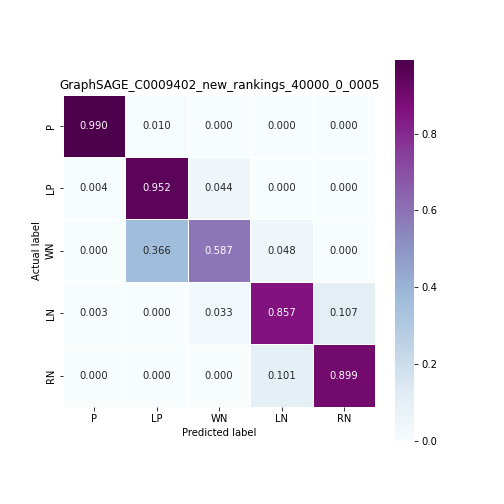 GraphSAGE_C0009402_new_rankings_40000_0_0005
P 0.990 0.010 0.000 0.000 0.000
LP 0.004 0.952 0.044 0.000 0.000
WN 0.000 0.366 0.587 0.048 0.000
LN 0.003 0.000 0.033 0.857 0.107
RN 0.000 0.000 0.000 0.101 0.899
P LP WN LN RN
Actual label
Predicted label
0.8
0.6
0.4
0.2
0.0